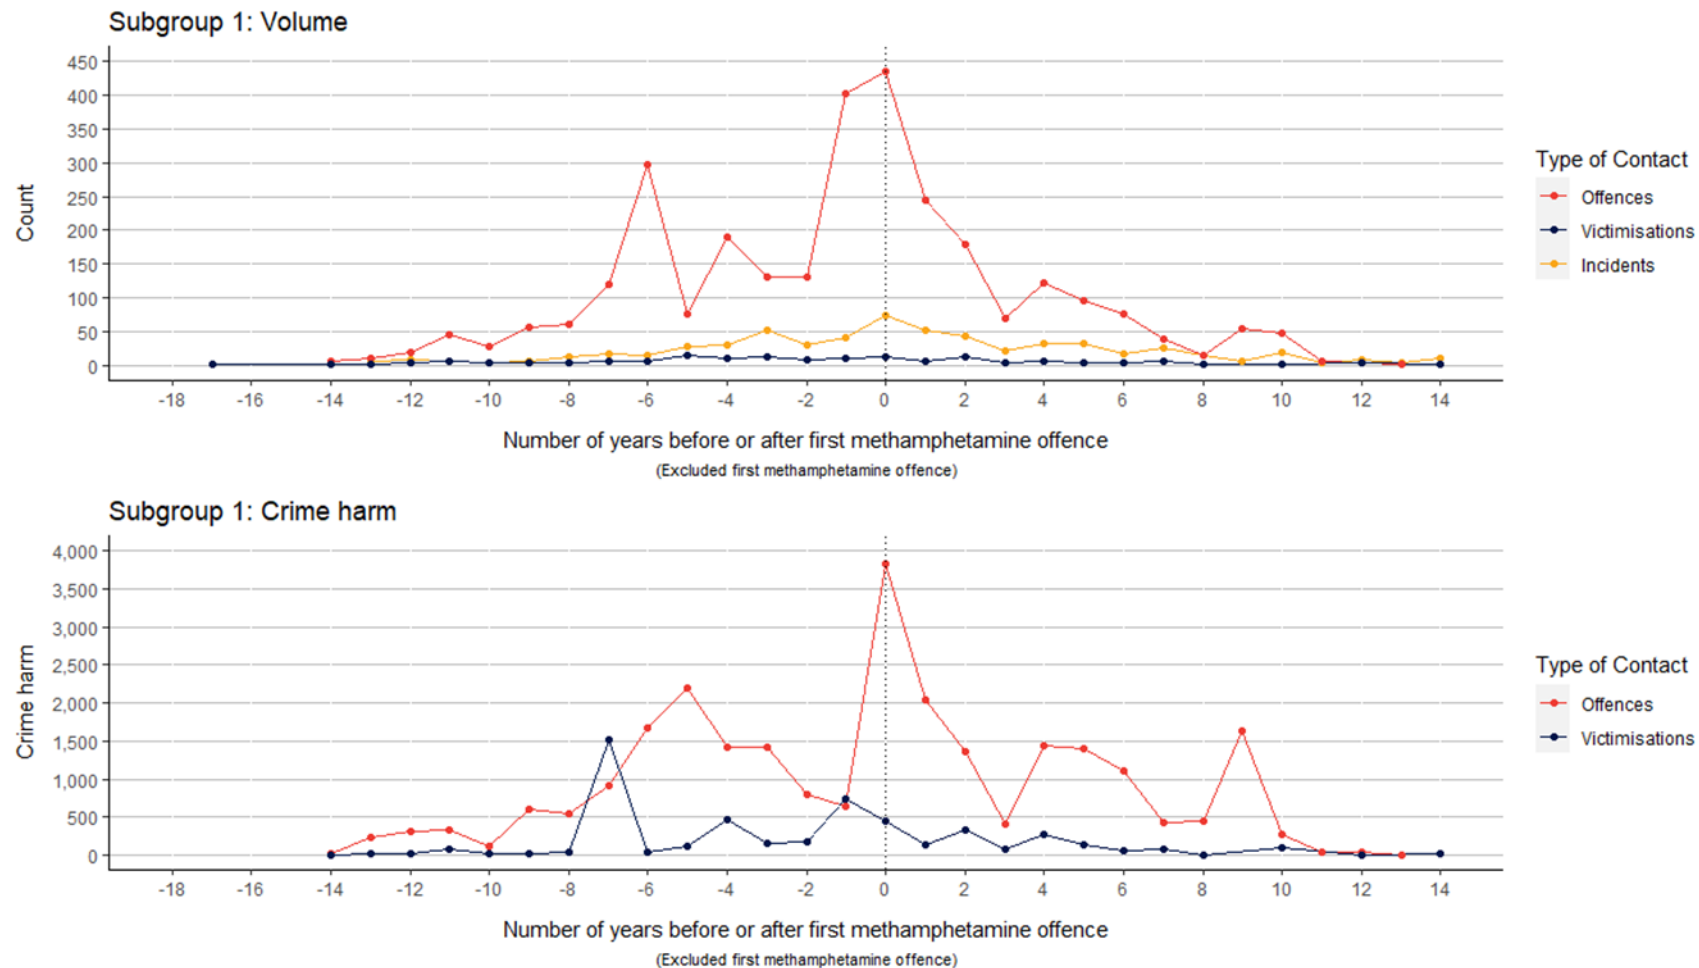 Subgroup 1: Volume
450
400
350
300
250
200
150
100
50
0
Count
-18 -16 -14 -12 -10 -8 -6 -4 -2 0 2 4 6 8 10 12 14
Number of years before or after first methamphetamine offence
(Excluded first methamphetamine offence)
Type of Contact
Offences
Victimisations
Incidents
Subgroup 1: Crime harm
4,000
3,500
3,000
2,500
2,000
1,500
1,000
500
0
Crime harm
-18 -16 -14 -12 -10 -8 -6 -4 -2 0 2 4 6 8 10 12 14
Number of years before or after first methamphetamine offence
(Excluded first methamphetamine offence)
Type of Contact
Offences
Victimisations